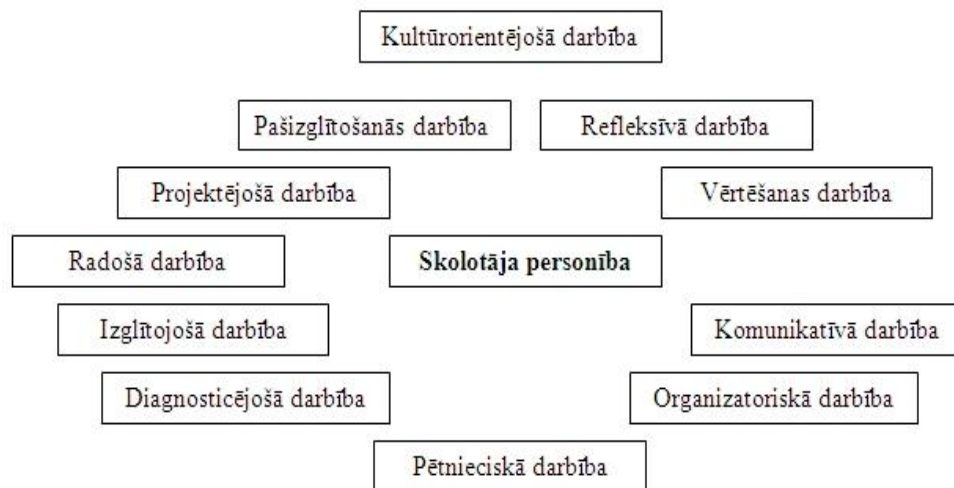 Kultūrorientējošā darbība
Pašizglītošanās darbība
Refleksīvā darbība
Projektējošā darbība
Vērtēšanas darbība
Radošā darbība
Skolotāja personība
Izglītojošā darbība
Komunikatīvā darbība
Diagnosticējošā darbība
Organizatoriskā darbība
Pētnieciskā darbība